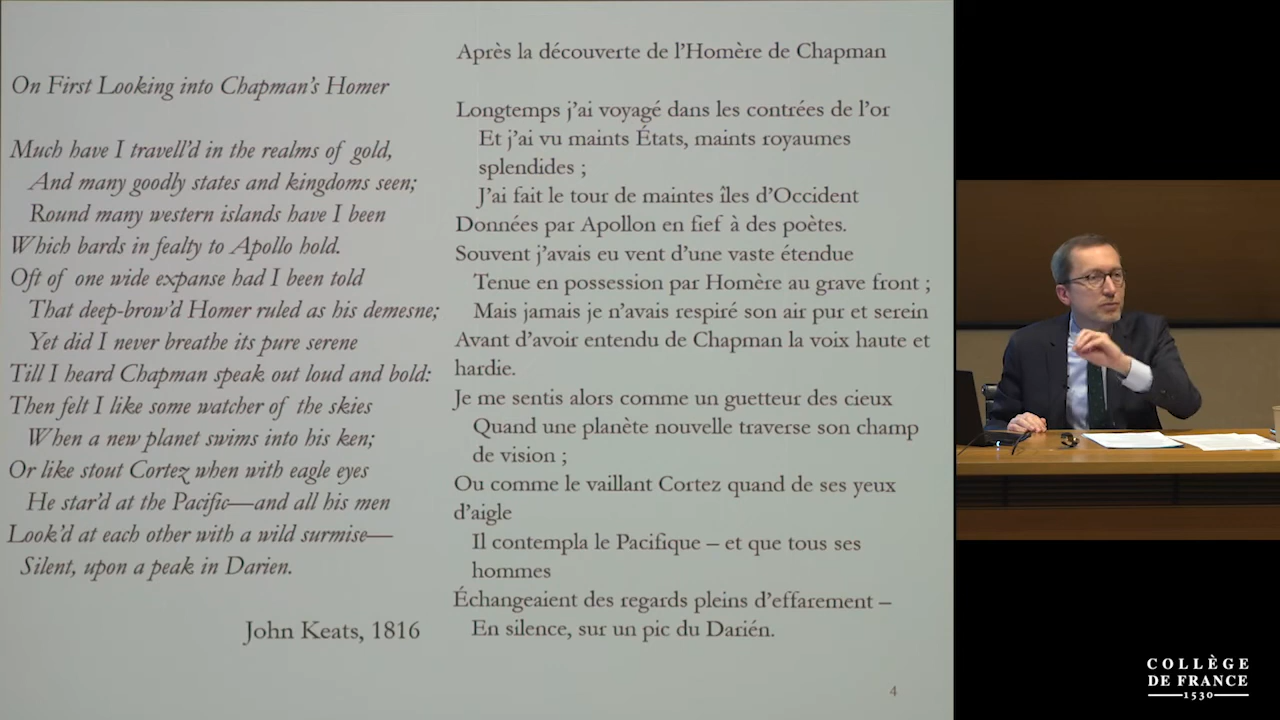 On First Looking into Chapman's Homer
Much have I travell'd in the realms of gold,
And many goodly states and kingdoms seen;
Round many western islands have I been
Which bards in fealty to Apollo hold.
Oft of one wide expanse had I been told
That deep-brow'd Homer ruled as his demesne;
Yet did I never breathe its pure serene
Till I heard Chapman speak out loud and bold:
Then felt I like some watcher of the skies
When a new planet swims into his ken;
Or like stout Cortez when with eagle eyes
He star'd at the Pacific—and all his men
Look'd at each other with a wild surmise—
Silent, upon a peak in Darien.
John Keats, 1816
Après la découverte de l'Homère de Chapman
Longtemps j'ai voyagé dans les contrées de l'or
Et j'ai vu maints États, maints royaumes
splendides ;
J'ai fait le tour de maintes îles d'Occident
Données par Apollon en fief à des poètes.
Souvent j'avais eu vent d'une vaste étendue
Tenue en possession par Homère au grave front ;
Mais jamais je n'avais respiré son air pur et serein
Avant d'avoir entendu de Chapman la voix haute et
hardie.
Je me sentis alors comme un guetteur des cieux
Quand une planète nouvelle traverse son champ
de vision ;
Ou comme le vaillant Cortez quand de ses yeux
d'aigle
Il contempla le Pacifique – et que tous ses
hommes
Échangeaient des regards pleins d'effarement –
En silence, sur un pic du Darién.
4
COLLÈGE
DE FRANCE
1530